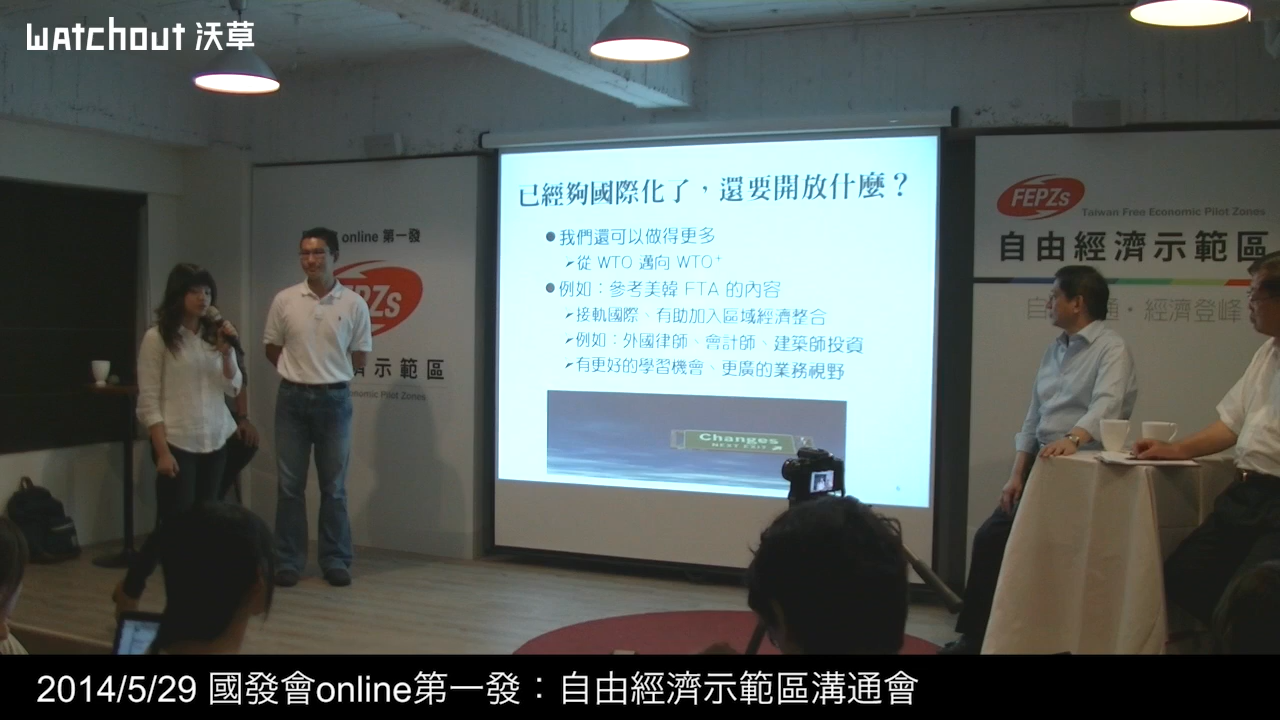 watchout 沃草
已經夠國際化了，還要開放什麼？
●我們還可以做得更多
從 WTO 邁向 WTO⁺
●例如：參考美韓 FTA 的內容
接軌國際、有助加入區域經濟整合
例如：外國律師、會計師、建築師投資
有更好的學習機會、更廣的業務視野
Changes
NEXT EXIT
online 第一發
FEPZs
示範區
Pilot Zones
FEPZs
Taiwan Free Economic Pilot Zones
自由經濟示範區
自 通・經濟登峰
2014/5/29 國發會online第一發：自由經濟示範區溝通會